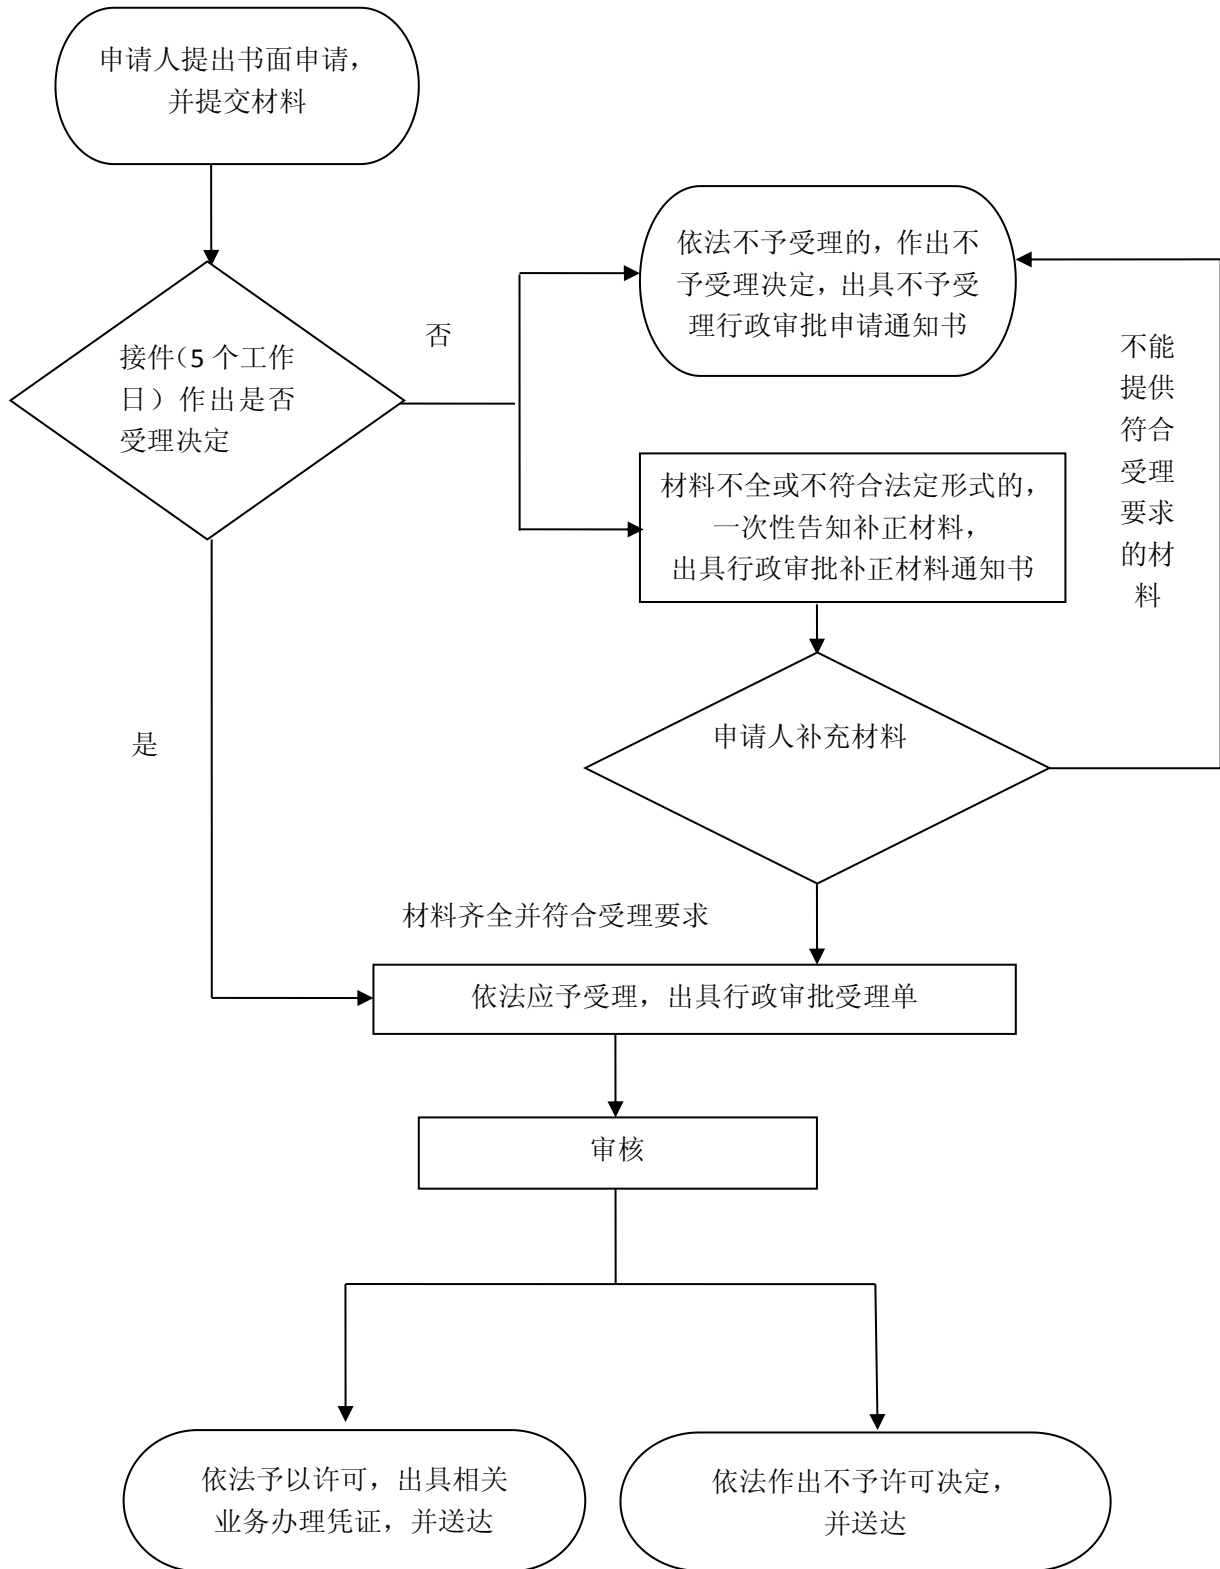 申请人提出书面申请，
并提交材料
依法不予受理的，作出不
予受理决定，出具不予受
理行政审批申请通知书
否
接件（5 个工作
日）作出是否
受理决定
不能
提供
符合
受理
要求
的材
料
材料不全或不符合法定形式的，
一次性告知补正材料，
出具行政审批补正材料通知书
是
申请人补充材料
材料齐全并符合受理要求
依法应予受理，出具行政审批受理单
审核
依法予以许可，出具相关
业务办理凭证，并送达
依法作出不予许可决定，
并送达